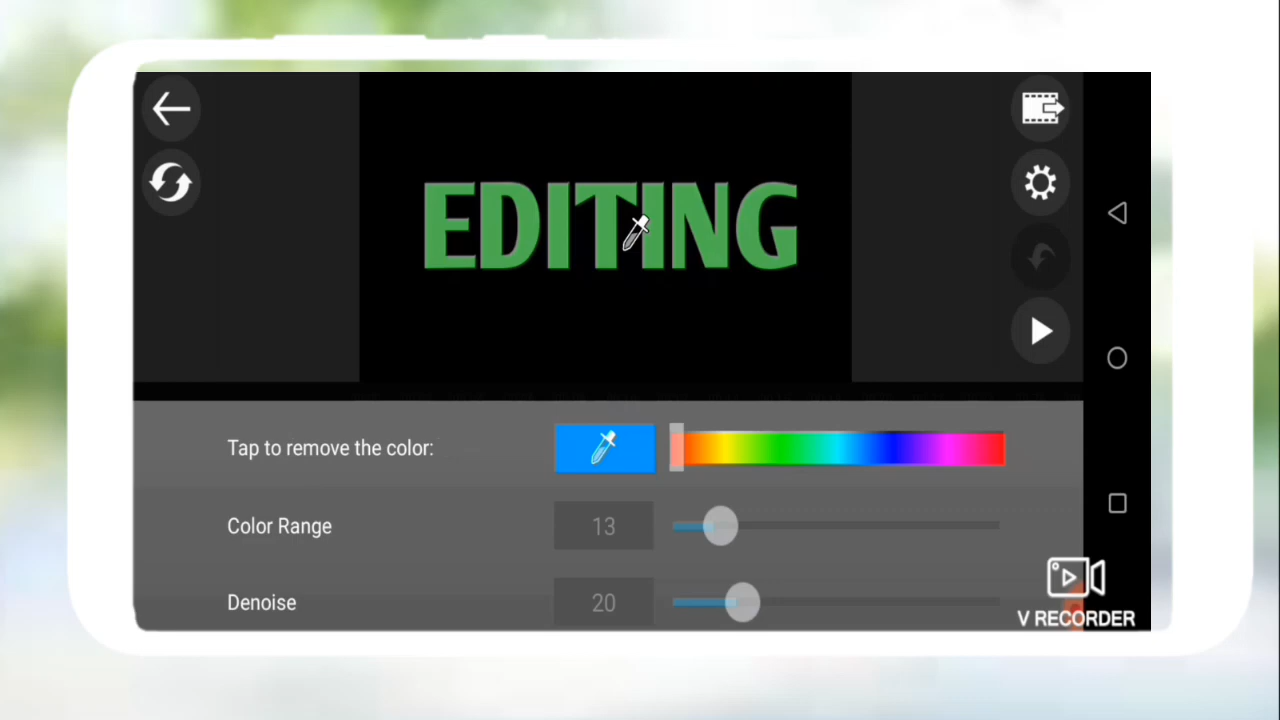 EDITING
Tap to remove the color:
Color Range
13
Denoise
20
V RECORDER